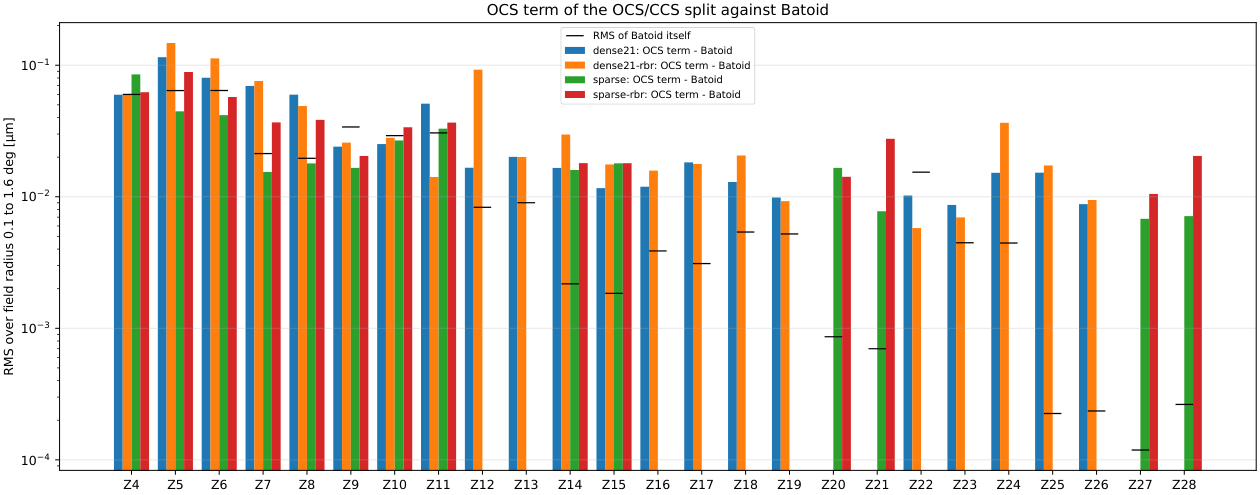 OCS term of the OCS/CCS split against Batoid
RMS over field radius 0.1 to 1.6 deg [µm]
10⁻¹
10⁻²
10⁻³
10⁻⁴
RMS of Batoid itself
dense21: OCS term - Batoid
dense21-rbr: OCS term - Batoid
sparse: OCS term - Batoid
sparse-rbr: OCS term - Batoid
Z4 Z5 Z6 Z7 Z8 Z9 Z10 Z11 Z12 Z13 Z14 Z15 Z16 Z17 Z18 Z19 Z20 Z21 Z22 Z23 Z24 Z25 Z26 Z27 Z28